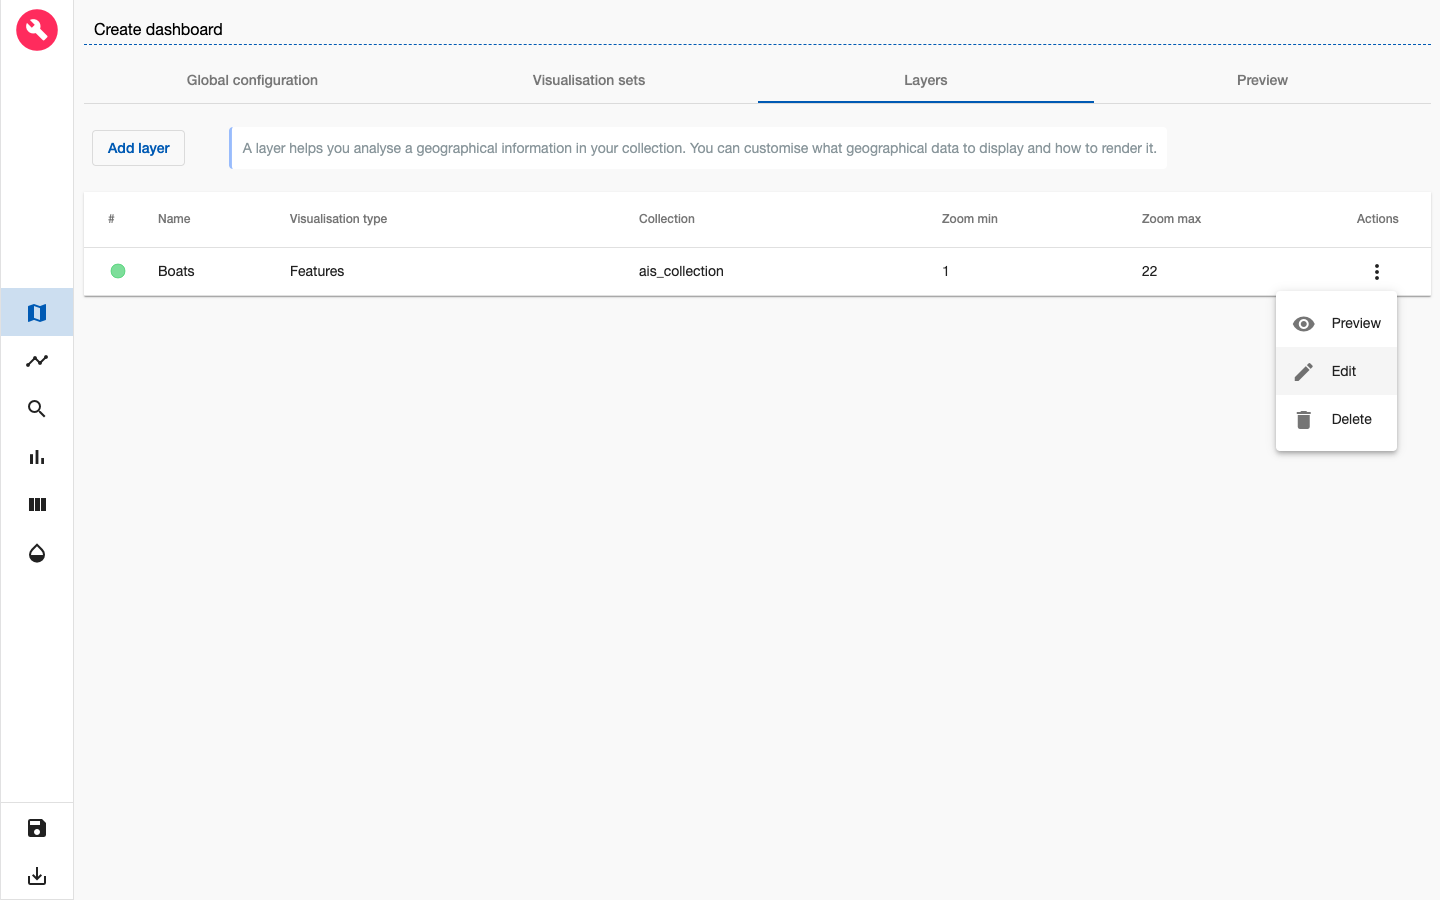 Create dashboard
Global configuration
Visualisation sets
Layers
Preview
Add layer
A layer helps you analyse a geographical information in your collection. You can customise what geographical data to display and how to render it.
# Name Visualisation type Collection Zoom min Zoom max Actions
Boats Features ais_collection 1 22
Preview
Edit
Delete